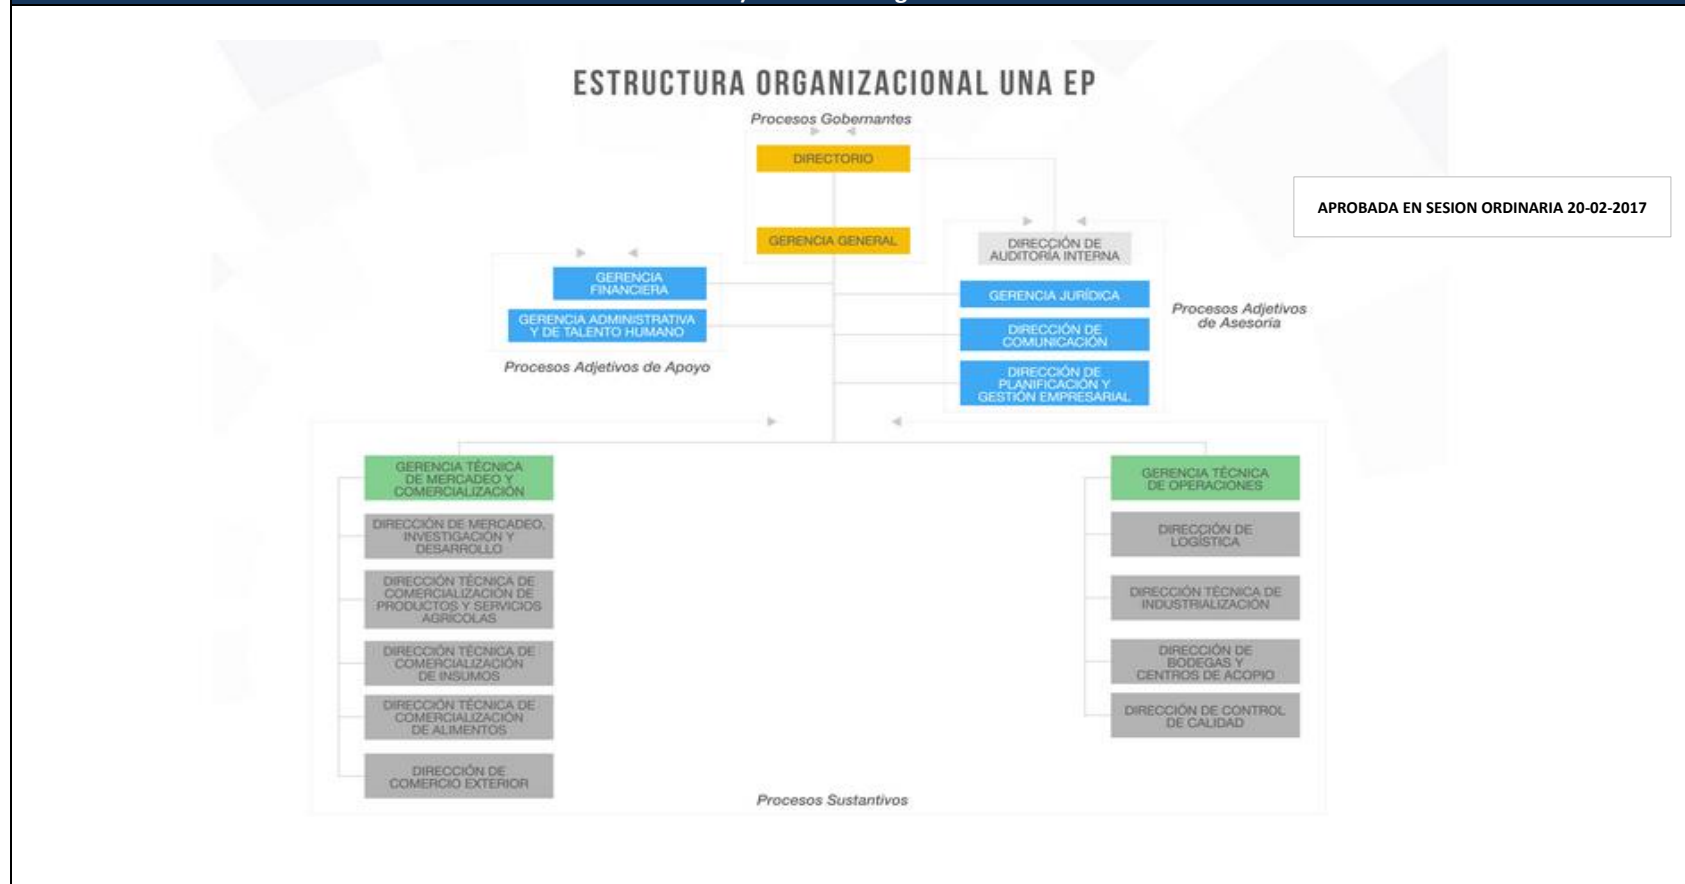 ESTRUCTURA ORGANIZACIONAL UNA EP
Procesos Gobernantes
DIRECTORIO
APROBADA EN SESION ORDINARIA 20-02-2017
GERENCIA GENERAL
DIRECCIÓN DE
AUDITORÍA INTERNA
GERENCIA
FINANCIERA
GERENCIA ADMINISTRATIVA
Y DE TALENTO HUMANO
Procesos Adjetivos de Apoyo
GERENCIA JURÍDICA
DIRECCIÓN DE
COMUNICACIÓN
DIRECCIÓN DE
PLANIFICACIÓN Y
GESTIÓN EMPRESARIAL
Procesos Adjetivos
de Asesoría
GERENCIA TÉCNICA
DE MERCADEO Y
COMERCIALIZACIÓN
DIRECCIÓN DE MERCADEO,
INVESTIGACIÓN Y
DESARROLLO
DIRECCIÓN TÉCNICA DE
COMERCIALIZACIÓN DE
PRODUCTOS Y SERVICIOS
AGRICOLAS
DIRECCIÓN TÉCNICA DE
COMERCIALIZACIÓN
DE INSUMOS
DIRECCIÓN TÉCNICA DE
COMERCIALIZACIÓN
DE ALIMENTOS
DIRECCIÓN DE
COMERCIO EXTERIOR
GERENCIA TÉCNICA
DE OPERACIONES
DIRECCIÓN DE
LOGÍSTICA
DIRECCIÓN TÉCNICA DE
INDUSTRIALIZACIÓN
DIRECCIÓN DE
BODEGAS Y
CENTROS DE ACOPIO
DIRECCIÓN DE CONTROL
DE CALIDAD
Procesos Sustantivos